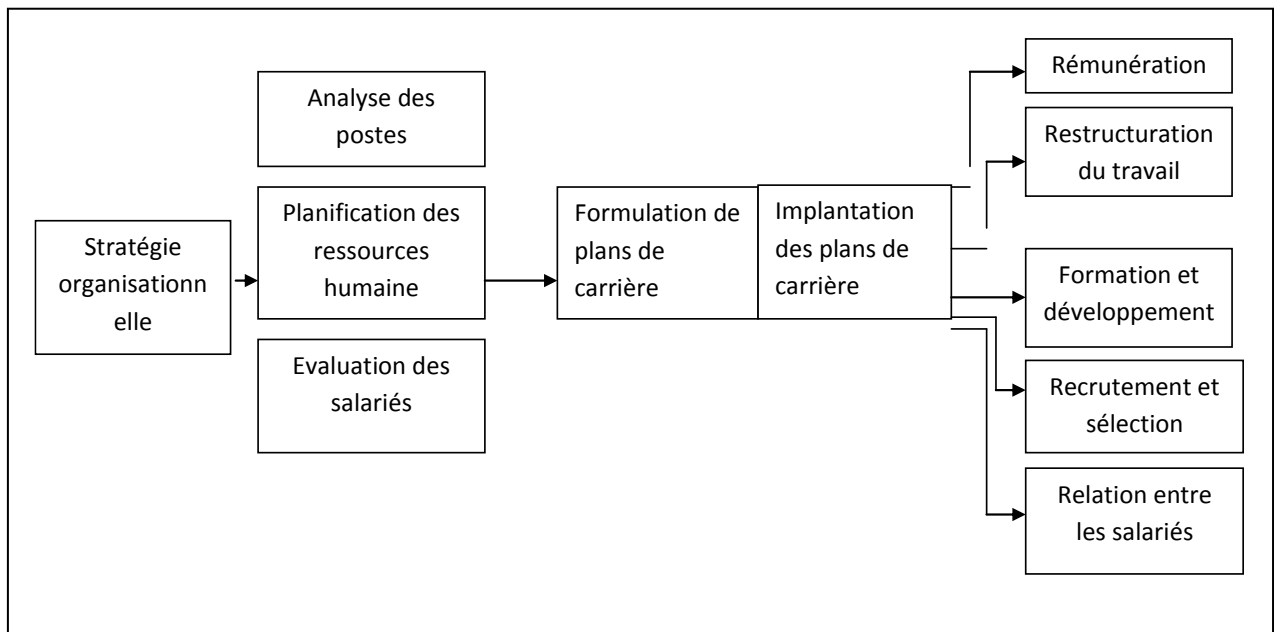 Stratégie
organisationn
elle
Analyse des
postes
Planification des
ressources
humaine
Evaluation des
salariés
Formulation de
plans de
carrière
Implantation
des plans de
carrière
Rémunération
Restructuration
du travail
Formation et
développement
Recrutement et
sélection
Relation entre
les salariés